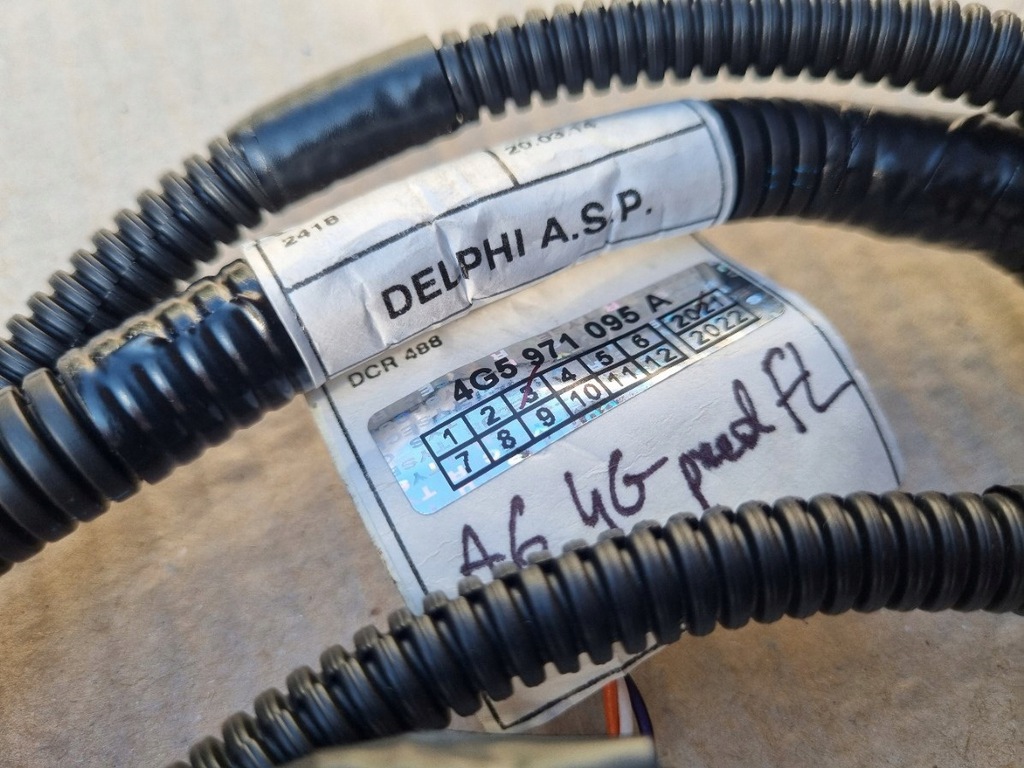 241B
20.03.14
DELPHI A.S.P.
DCR 488
4G5 971 095 A
1 2 3 4 5 6 2021
7 8 9 10 11 12 2022
A6 4G przed FL